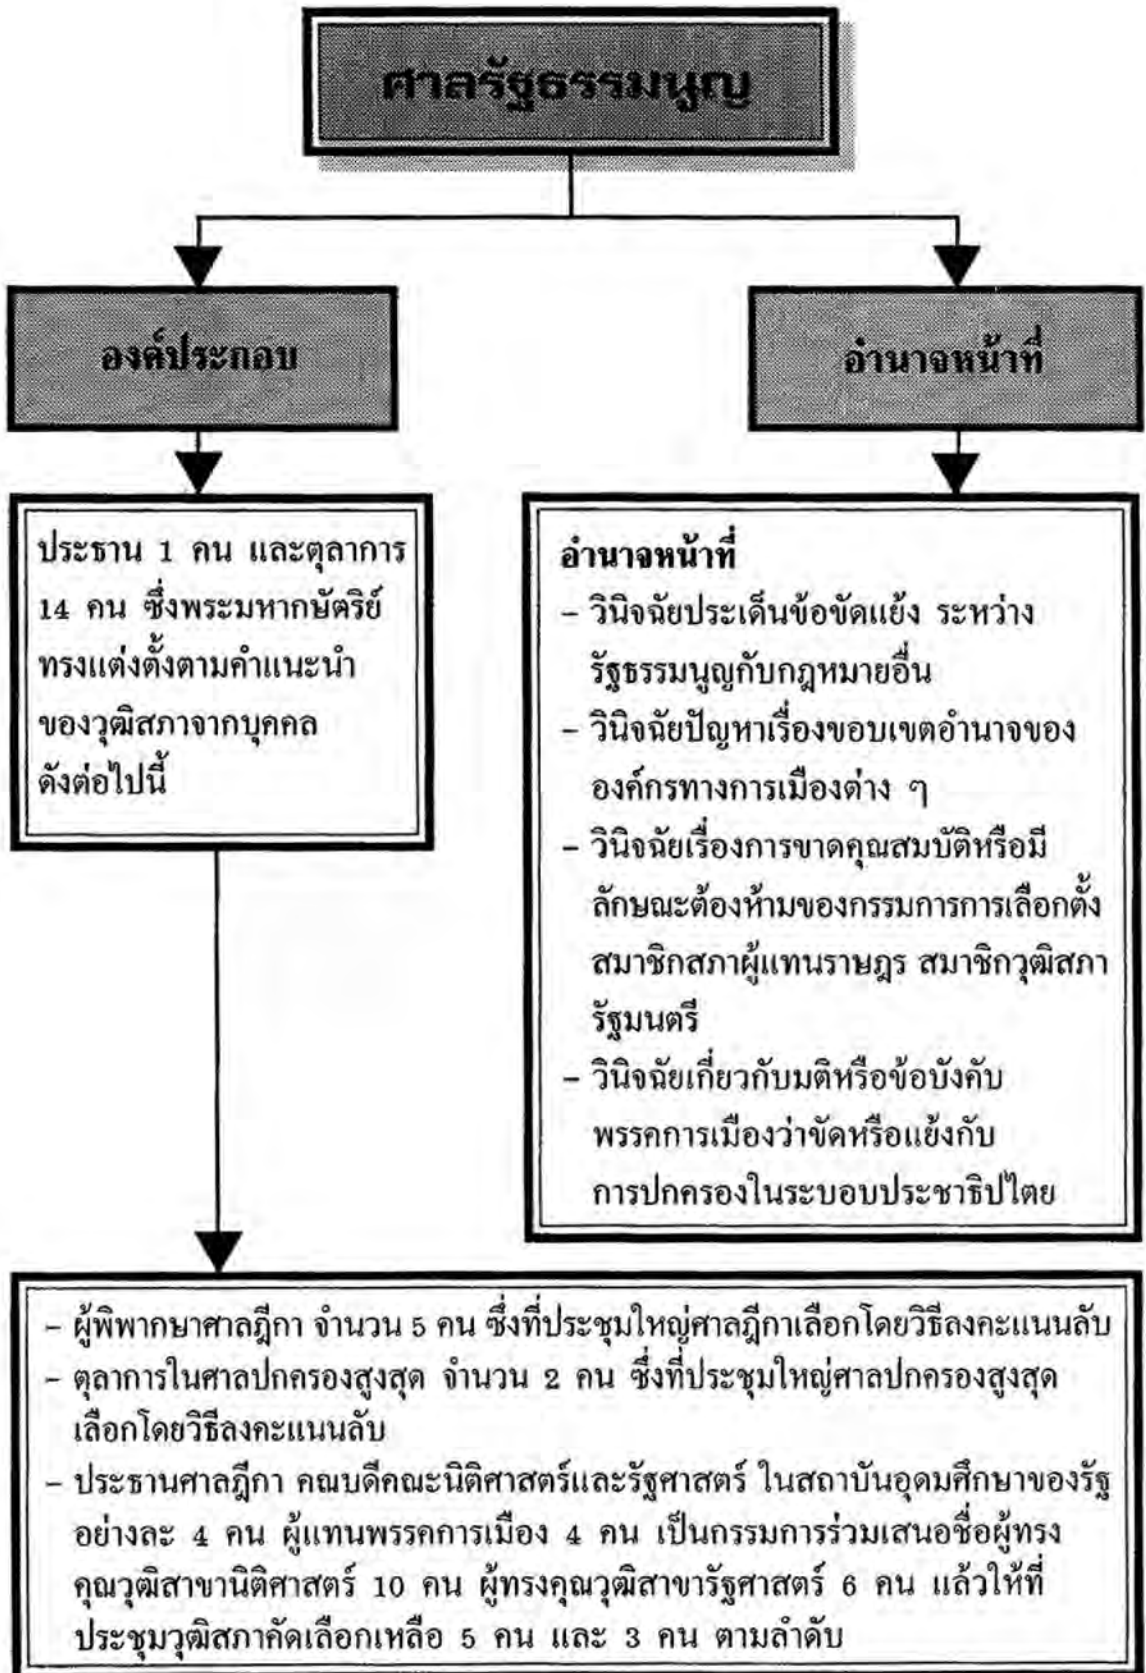 ศาลรัฐธรรมนูญ
องค์ประกอบ
อำนาจหน้าที่
ประธาน 1 คน และตุลาการ
14 คน ซึ่งพระมหากษัตริย์
ทรงแต่งตั้งตามคำแนะนำ
ของวุฒิสภาจากบุคคล
ดังต่อไปนี้
อำนาจหน้าที่
– วินิจฉัยประเด็นข้อขัดแย้ง ระหว่าง
รัฐธรรมนูญกับกฎหมายอื่น
– วินิจฉัยปัญหาเรื่องขอบเขตอำนาจของ
องค์กรทางการเมืองต่าง ๆ
– วินิจฉัยเรื่องการขาดคุณสมบัติหรือมี
ลักษณะต้องห้ามของกรรมการการเลือกตั้ง
สมาชิกสภาผู้แทนราษฎร สมาชิกวุฒิสภา
รัฐมนตรี
– วินิจฉัยเกี่ยวกับมติหรือข้อบังคับ
พรรคการเมืองว่าขัดหรือแย้งกับ
การปกครองในระบอบประชาธิปไตย
– ผู้พิพากษาศาลฎีกา จำนวน 5 คน ซึ่งที่ประชุมใหญ่ศาลฎีกาเลือกโดยวิธีลงคะแนนลับ
– ตุลาการในศาลปกครองสูงสุด จำนวน 2 คน ซึ่งที่ประชุมใหญ่ศาลปกครองสูงสุด
เลือกโดยวิธีลงคะแนนลับ
– ประธานศาลฎีกา คณบดีคณะนิติศาสตร์และรัฐศาสตร์ ในสถาบันอุดมศึกษาของรัฐ
อย่างละ 4 คน ผู้แทนพรรคการเมือง 4 คน เป็นกรรมการร่วมเสนอชื่อผู้ทรง
คุณวุฒิสาขานิติศาสตร์ 10 คน ผู้ทรงคุณวุฒิสาขารัฐศาสตร์ 6 คน แล้วให้ที่
ประชุมวุฒิสภาคัดเลือกเหลือ 5 คน และ 3 คน ตามลำดับ